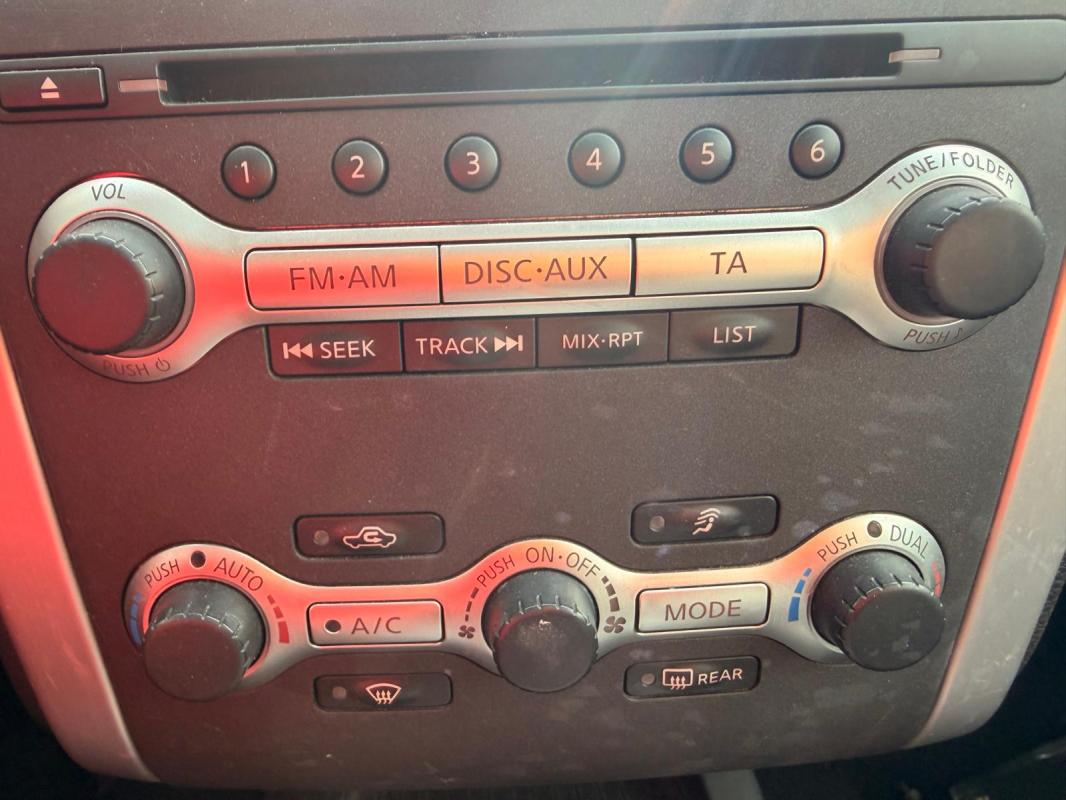 1 2 3 4 5 6
VOL
TUNE/FOLDER
FM·AM DISC·AUX TA
PUSH
PUSH
SEEK TRACK MIX·RPT LIST
PUSH AUTO
PUSH ON·OFF
PUSH DUAL
A/C
MODE
REAR